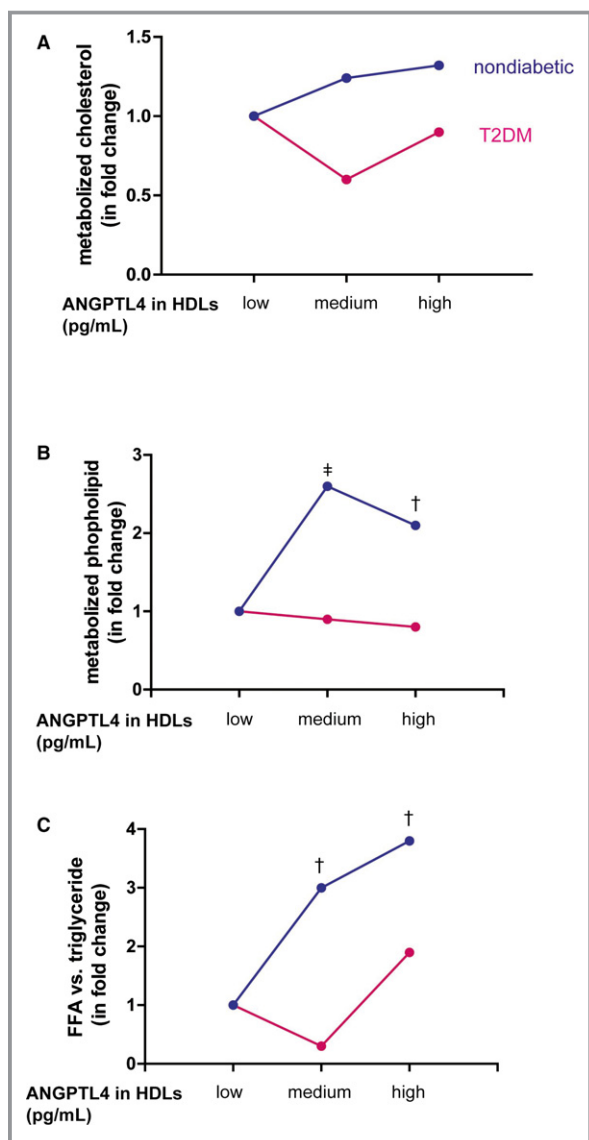 A
metabolized cholesterol
(in fold change)
1.5
1.0
0.5
0.0
nondiabetic
T2DM
ANGPTL4 in HDLs
(pg/mL)
low medium high
B
metabolized phopholipid
(in fold change)
3
2
1
0
‡
†
ANGPTL4 in HDLs
(pg/mL)
low medium high
C
FFA vs. triglyceride
(in fold change)
4
3
2
1
0
†
†
ANGPTL4 in HDLs
(pg/mL)
low medium high